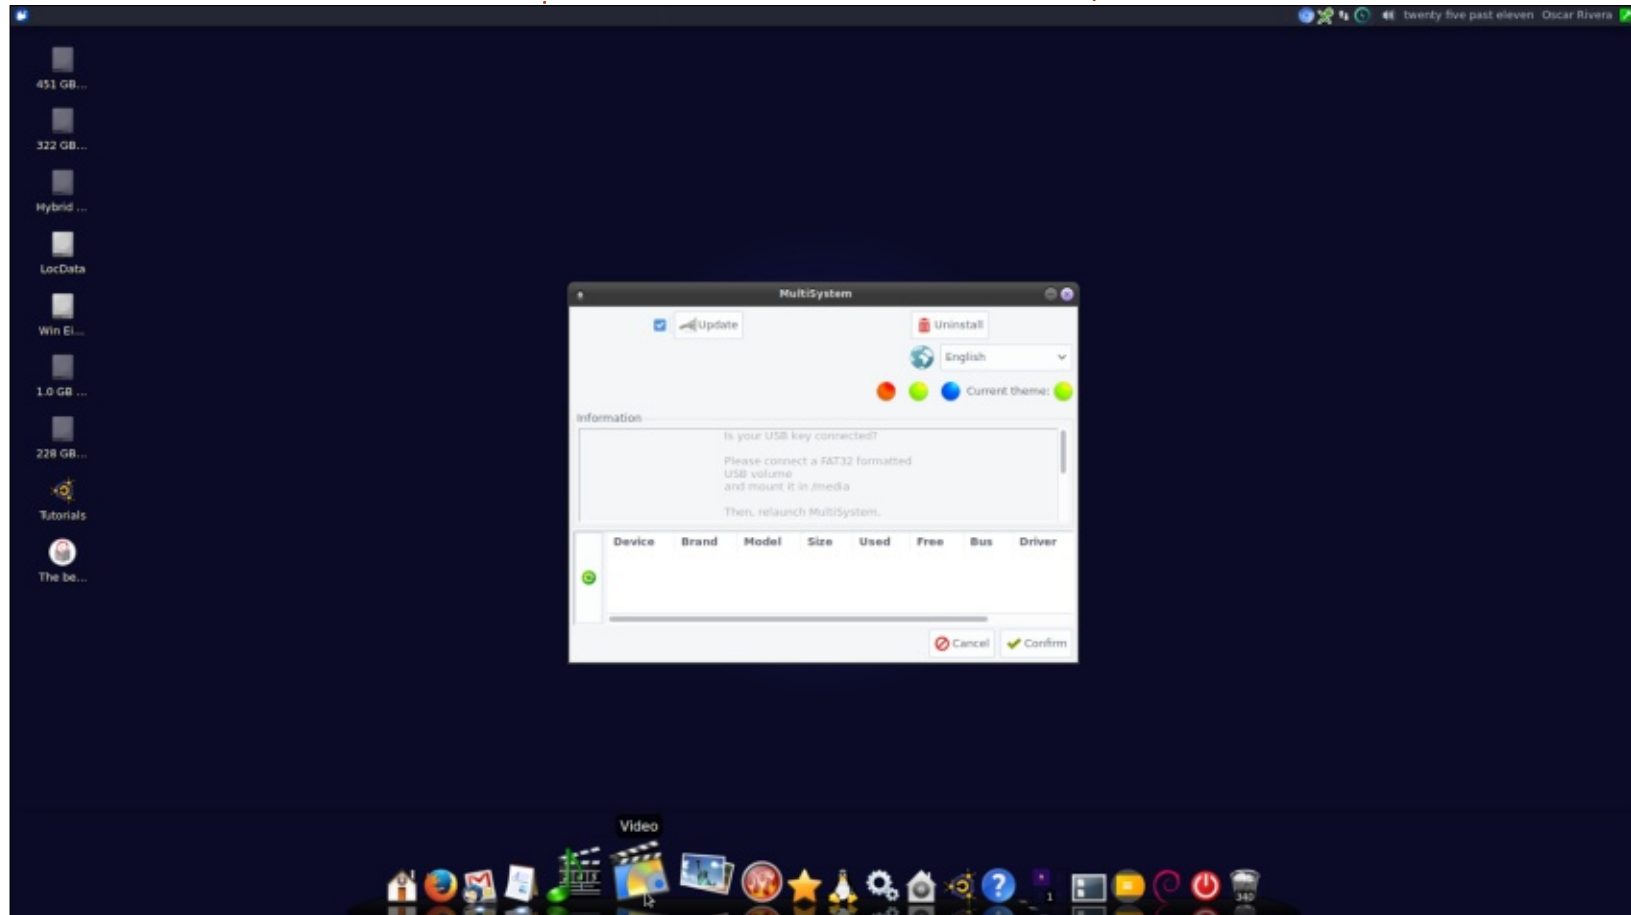 twenty five past eleven Oscar Rivera
451 GB...
322 GB...
Hybrid ...
LocData
Win Ei...
1.0 GB ...
228 GB...
Tutorials
The be...
MultiSystem
Update
Uninstall
English
Current theme:
Information
Is your USB key connected?
Please connect a FAT32 formatted
USB volume
and mount it in /media
Then, relaunch MultiSystem.
Device Brand Model Size Used Free Bus Driver
Cancel Confirm
Video
1
340